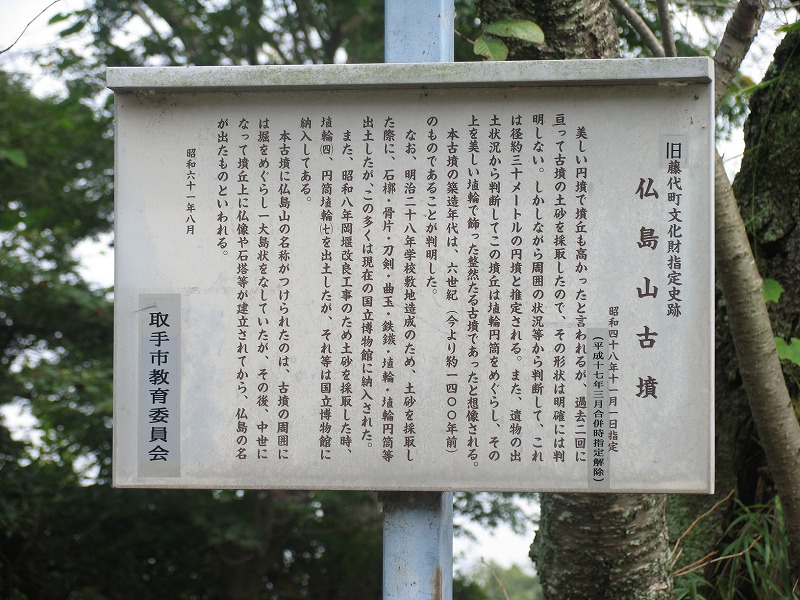 旧藤代町文化財指定史跡
仏島山古墳
昭和四十八年十一月一日指定
(平成十七年三月合併時指定解除)
美しい円墳で墳丘も高かったと言われるが、過去二回に
亘って古墳の土砂を採取したので、その形状は明確には判
明しない。しかしながら周囲の状況等から判断して、これ
は径約三十メートルの円墳と推定される。また、遺物の出
土状況から判断してこの墳丘は埴輪円筒をめぐらし、その
上を美しい埴輪で飾った整然たる古墳であったと想像される。
本古墳の築造年代は、六世紀(今より約一四〇〇年前)
のものであることが判明した。
なお、明治二十八年学校敷地造成のため、土砂を採取し
た際に、石槨・骨片・刀剣・曲玉・鉄鏃・埴輪・埴輪円筒等
出土したが、この多くは現在の国立博物館に納入された。
また、昭和八年岡堰改良工事のため土砂を採取した時、
埴輪㈣、円筒埴輪㈦を出土したが、それ等は国立博物館に
納入してある。
本古墳に仏島山の名称がつけられたのは、古墳の周囲に
は堀をめぐらし一大島状をなしていたが、その後、中世に
なって墳丘上に仏像や石塔等が建立されてから、仏島の名
が出たものといわれる。
昭和六十一年八月
取手市教育委員会